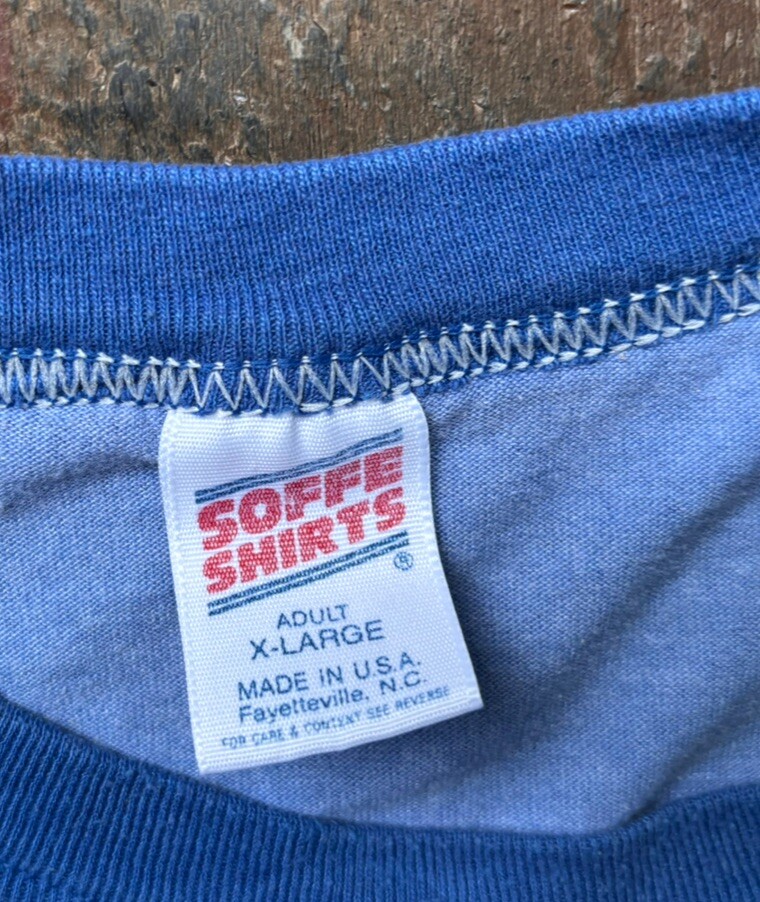 SOFFE
SHIRTS
®
ADULT
X-LARGE
MADE IN U.S.A.
Fayetteville, N.C.
FOR CARE & CONTENT SEE REVERSE